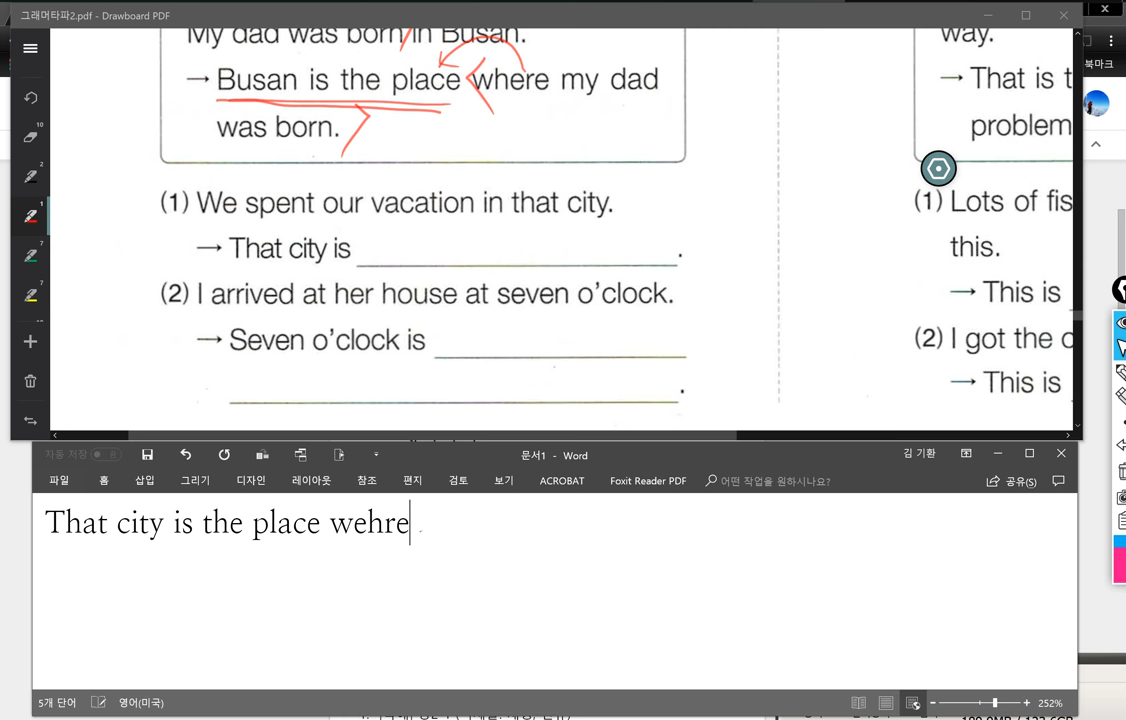 그래머타파2.pdf - Drawboard PDF
My dad was born in Busan.
→ Busan is the place where my dad
was born.
(1) We spent our vacation in that city.
→ That city is .
(2) I arrived at her house at seven o'clock.
→ Seven o'clock is
.
way.
→ That is t
problem
(1) Lots of fis
this.
→ This is
(2) I got the c
→ This is
북마크
10
2
1
7
7
자동 저장
문서1 - Word
김 기환
파일 홈 삽입 그리기 디자인 레이아웃 참조 편지 검토 보기 ACROBAT Foxit Reader PDF 어떤 작업을 원하시나요? 공유(S)
That city is the place wehre
5개 단어 영어(미국) 252%